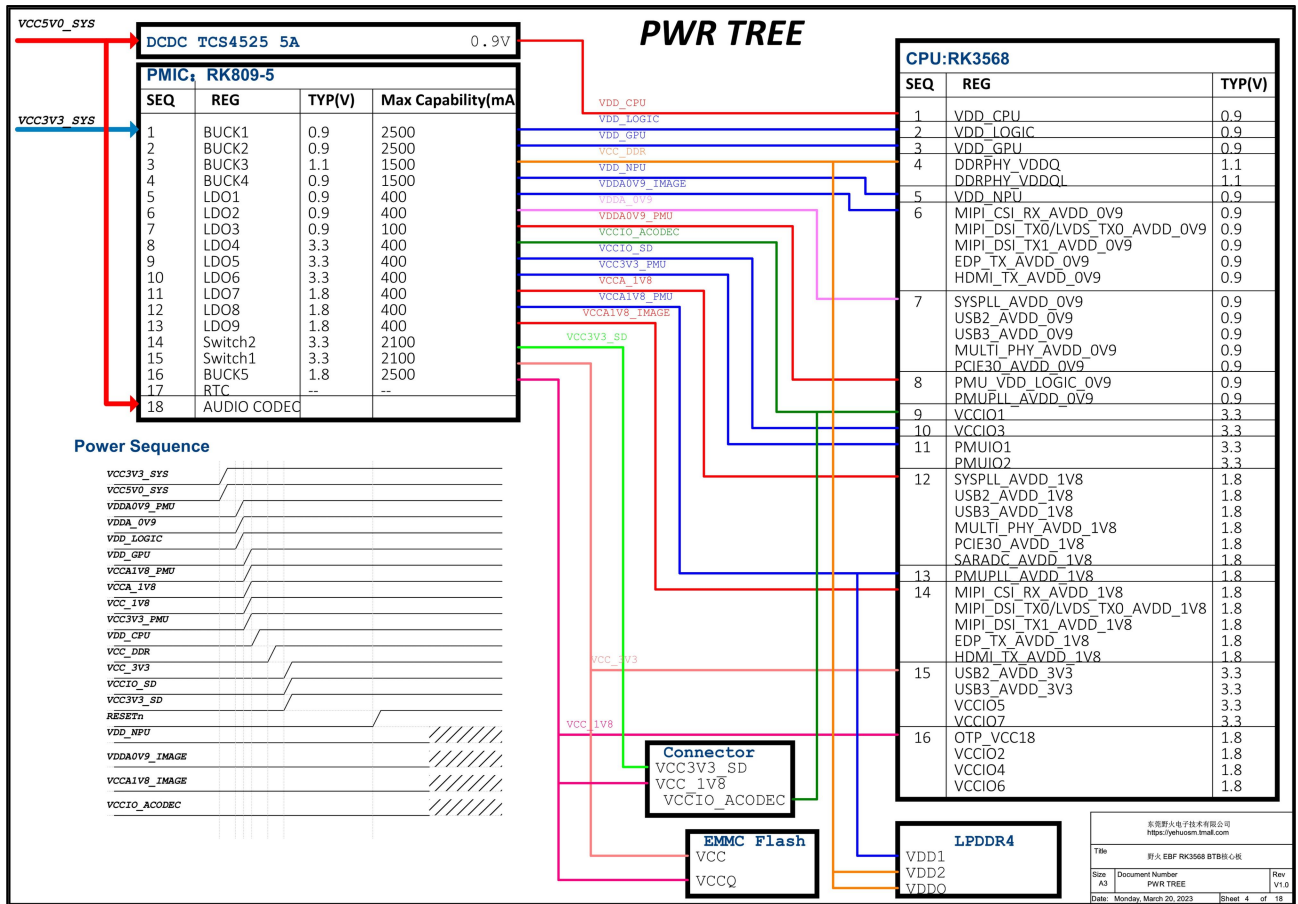 VCC5V0_SYS
PWR TREE
DCDC TCS4525 5A 0.9V
VCC3V3_SYS
PMIC：RK809-5
SEQ REG TYP(V) Max Capability(mA
1 BUCK1 0.9 2500
2 BUCK2 0.9 2500
3 BUCK3 1.1 1500
4 BUCK4 0.9 1500
5 LDO1 0.9 400
6 LDO2 0.9 400
7 LDO3 0.9 100
8 LDO4 3.3 400
9 LDO5 3.3 400
10 LDO6 3.3 400
11 LDO7 1.8 400
12 LDO8 1.8 400
13 LDO9 1.8 400
14 Switch2 3.3 2100
15 Switch1 3.3 2100
16 BUCK5 1.8 2500
17 RTC -- --
18 AUDIO CODEC
VDD_CPU
VDD_LOGIC
VDD_GPU
VCC_DDR
VDD_NPU
VDDA0V9_IMAGE
VDDA_0V9
VDDA0V9_PMU
VCCIO_ACODEC
VCCIO_SD
VCC3V3_PMU
VCCA_1V8
VCCA1V8_PMU
VCCA1V8_IMAGE
VCC3V3_SD
VCC_3V3
VCC_1V8
CPU:RK3568
SEQ REG TYP(V)
1 VDD_CPU 0.9
2 VDD_LOGIC 0.9
3 VDD_GPU 0.9
4 DDRPHY_VDDQ 1.1
DDRPHY_VDDQL 1.1
5 VDD_NPU 0.9
6 MIPI_CSI_RX_AVDD_0V9 0.9
MIPI_DSI_TX0/LVDS_TX0_AVDD_0V9 0.9
MIPI_DSI_TX1_AVDD_0V9 0.9
EDP_TX_AVDD_0V9 0.9
HDMI_TX_AVDD_0V9 0.9
7 SYSPLL_AVDD_0V9 0.9
USB2_AVDD_0V9 0.9
USB3_AVDD_0V9 0.9
MULTI_PHY_AVDD_0V9 0.9
PCIE30_AVDD_0V9 0.9
8 PMU_VDD_LOGIC_0V9 0.9
PMUPLL_AVDD_0V9 0.9
9 VCCIO1 3.3
10 VCCIO3 3.3
11 PMUIO1 3.3
PMUIO2 3.3
12 SYSPLL_AVDD_1V8 1.8
USB2_AVDD_1V8 1.8
USB3_AVDD_1V8 1.8
MULTI_PHY_AVDD_1V8 1.8
PCIE30_AVDD_1V8 1.8
SARADC_AVDD_1V8 1.8
13 PMUPLL_AVDD_1V8 1.8
14 MIPI_CSI_RX_AVDD_1V8 1.8
MIPI_DSI_TX0/LVDS_TX0_AVDD_1V8 1.8
MIPI_DSI_TX1_AVDD_1V8 1.8
EDP_TX_AVDD_1V8 1.8
HDMI_TX_AVDD_1V8 1.8
15 USB2_AVDD_3V3 3.3
USB3_AVDD_3V3 3.3
VCCIO5 3.3
VCCIO7 3.3
16 OTP_VCC18 1.8
VCCIO2 1.8
VCCIO4 1.8
VCCIO6 1.8
Power Sequence
VCC3V3_SYS
VCC5V0_SYS
VDDA0V9_PMU
VDDA_0V9
VDD_LOGIC
VDD_GPU
VCCA1V8_PMU
VCCA_1V8
VCC_1V8
VCC3V3_PMU
VDD_CPU
VCC_DDR
VCC_3V3
VCCIO_SD
VCC3V3_SD
RESETn
VDD_NPU
VDDA0V9_IMAGE
VCCA1V8_IMAGE
VCCIO_ACODEC
Connector
VCC3V3_SD
VCC_1V8
VCCIO_ACODEC
EMMC Flash
VCC
VCCQ
LPDDR4
VDD1
VDD2
VDDQ
东莞野火电子技术有限公司
https://yehuosm.tmall.com
Title
野火 EBF RK3568 BTB核心板
Size Document Number Rev
A3 PWR TREE V1.0
Date: Monday, March 20, 2023 Sheet 4 of 18